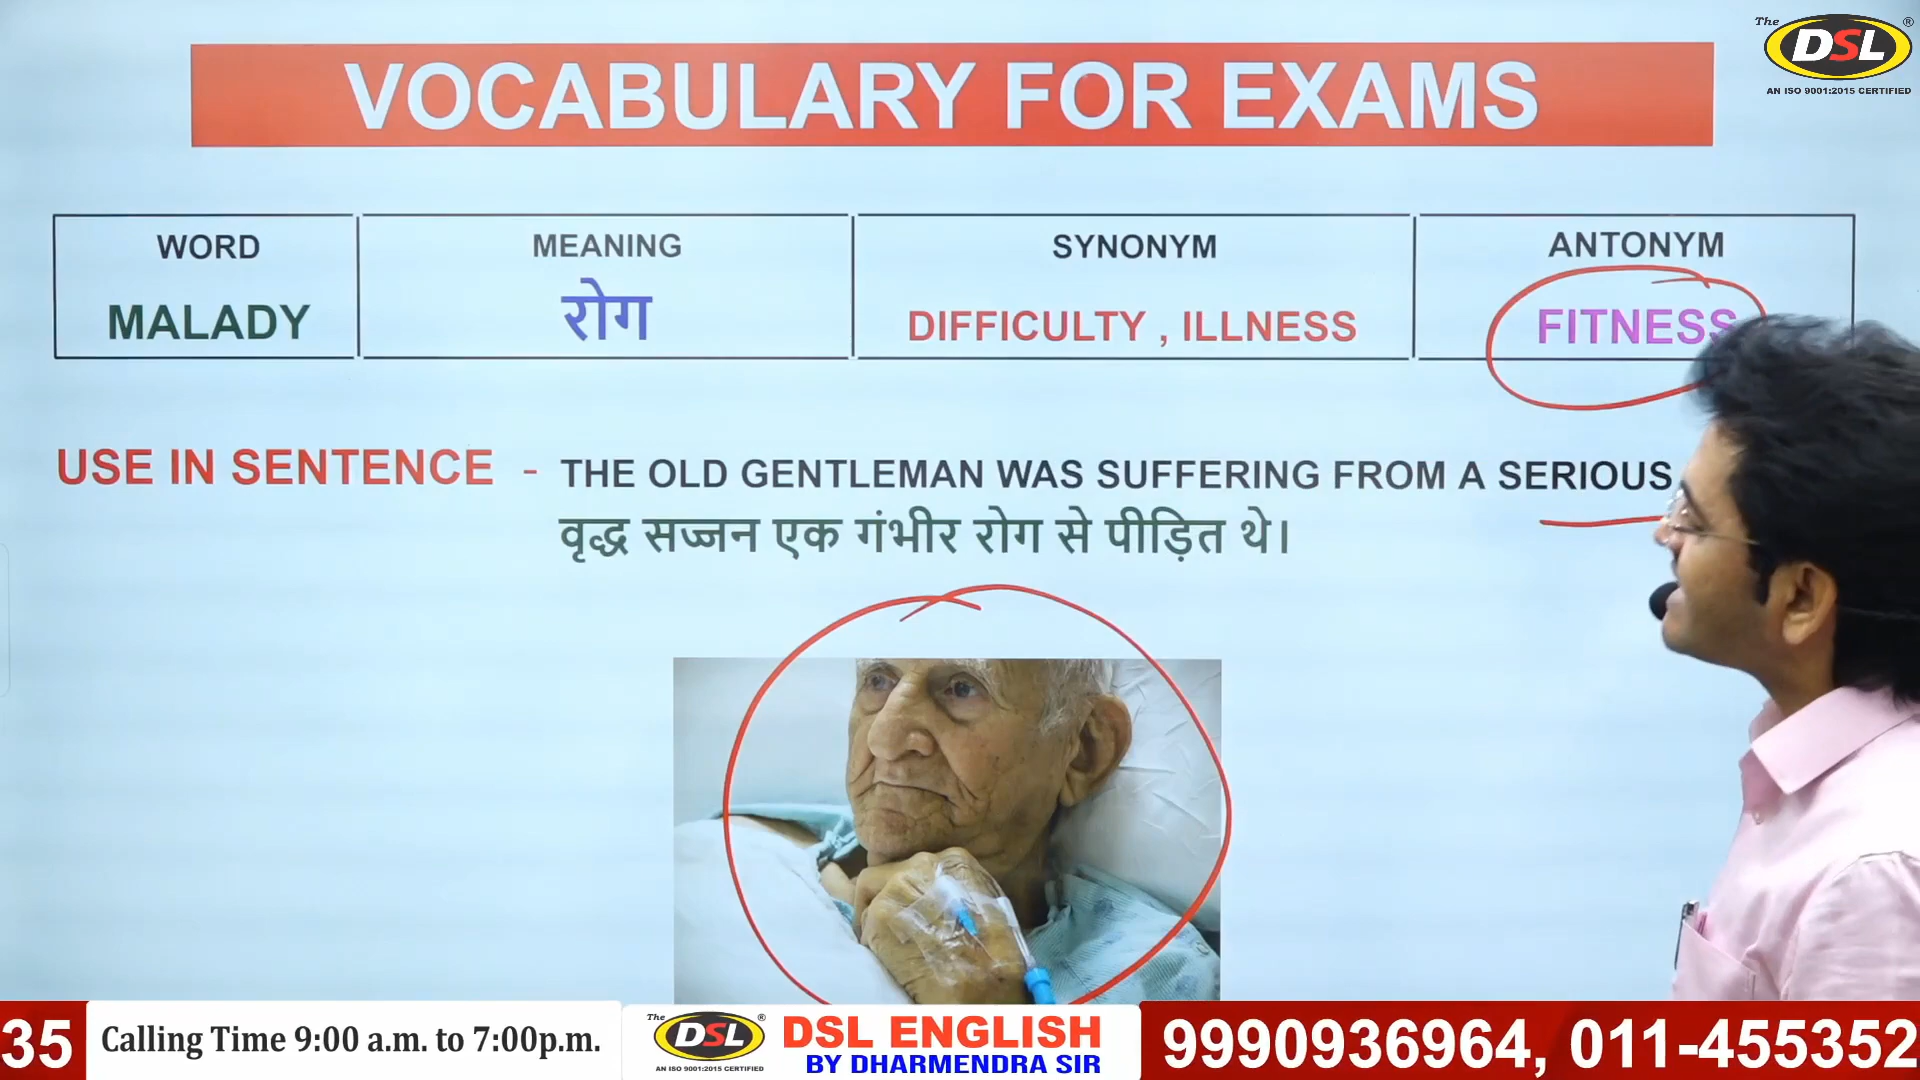 The DSL ®
AN ISO 9001:2015 CERTIFIED
VOCABULARY FOR EXAMS
WORD MEANING SYNONYM ANTONYM
MALADY रोग DIFFICULTY , ILLNESS FITNESS
USE IN SENTENCE - THE OLD GENTLEMAN WAS SUFFERING FROM A SERIOUS
वृद्ध सज्जन एक गंभीर रोग से पीड़ित थे।
35 Calling Time 9:00 a.m. to 7:00p.m.
The DSL ®
AN ISO 9001:2015 CERTIFIED
DSL ENGLISH
BY DHARMENDRA SIR
9990936964, 011-455352